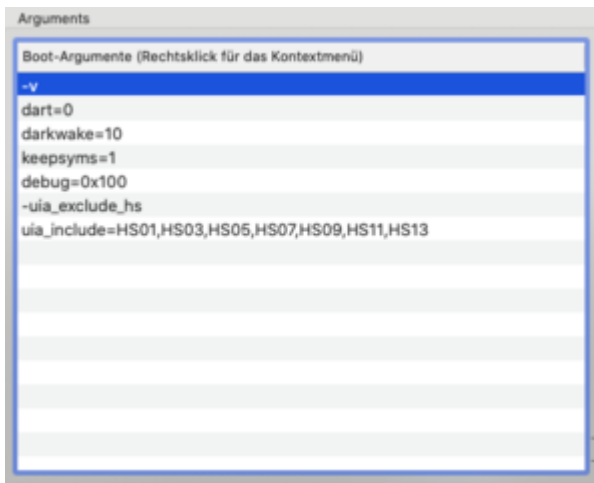 Arguments
Boot-Argumente (Rechtsklick für das Kontextmenü)
-v
dart=0
darkwake=10
keepsyms=1
debug=0x100
-uia_exclude_hs
uia_include=HS01,HS03,HS05,HS07,HS09,HS11,HS13